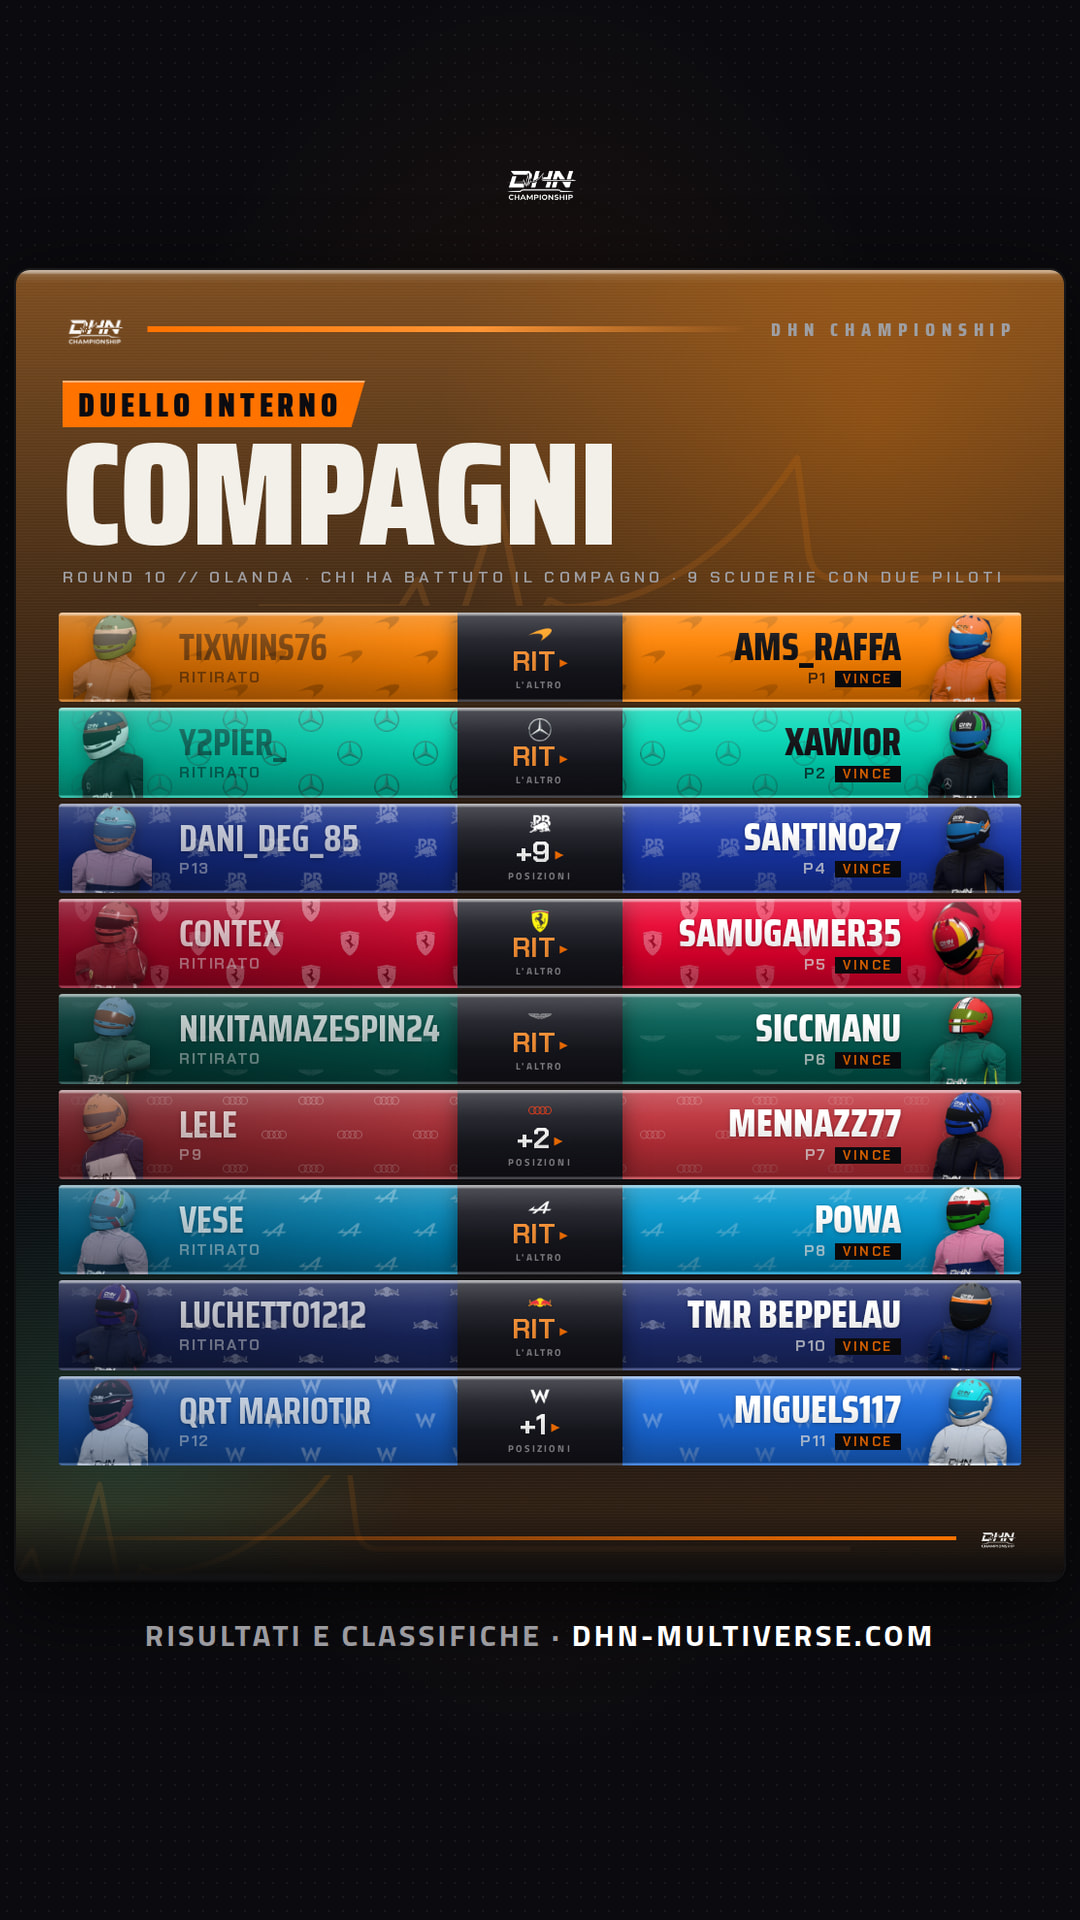 DHN
CHAMPIONSHIP
DHN
CHAMPIONSHIP
DHN CHAMPIONSHIP
DUELLO INTERNO
COMPAGNI
ROUND 10 // OLANDA · CHI HA BATTUTO IL COMPAGNO · 9 SCUDERIE CON DUE PILOTI
TIXWINS76
RITIRATO
RIT
L'ALTRO
AMS_RAFFA
P1 VINCE
Y2PIER_
RITIRATO
RIT
L'ALTRO
XAWIOR
P2 VINCE
DANI_DEG_85
P13
+9
POSIZIONI
SANTINO27
P4 VINCE
CONTEX
RITIRATO
RIT
L'ALTRO
SAMUGAMER35
P5 VINCE
NIKITAMAZESPIN24
RITIRATO
RIT
L'ALTRO
SICCMANU
P6 VINCE
LELE
P9
+2
POSIZIONI
MENNAZZ77
P7 VINCE
VESE
RITIRATO
RIT
L'ALTRO
POWA
P8 VINCE
LUCHETTO1212
RITIRATO
RIT
L'ALTRO
TMR BEPPELAU
P10 VINCE
QRT MARIOTIR
P12
+1
POSIZIONI
MIGUELS117
P11 VINCE
DHN
CHAMPIONSHIP
RISULTATI E CLASSIFICHE · DHN-MULTIVERSE.COM